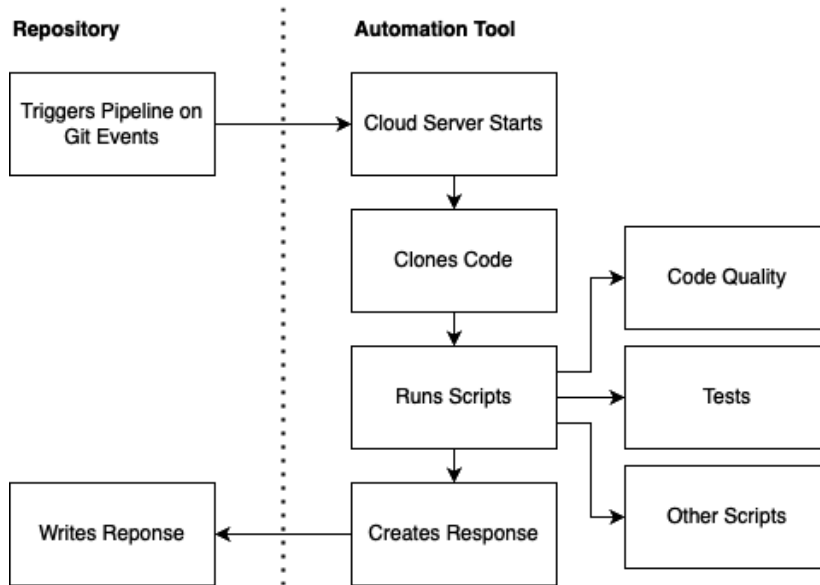 Repository
Automation Tool
Triggers Pipeline on
Git Events
Cloud Server Starts
Clones Code
Code Quality
Runs Scripts
Tests
Writes Reponse
Creates Response
Other Scripts